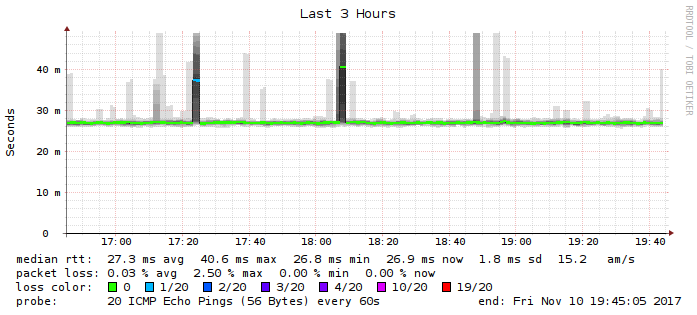 Last 3 Hours
RRDTOOL / TOBI OETIKER
Seconds
40 m
30 m
20 m
10 m
0
17:00 17:20 17:40 18:00 18:20 18:40 19:00 19:20 19:40
median rtt: 27.3 ms avg 40.6 ms max 26.8 ms min 26.9 ms now 1.8 ms sd 15.2 am/s
packet loss: 0.03 % avg 2.50 % max 0.00 % min 0.00 % now
loss color: 0 1/20 2/20 3/20 4/20 10/20 19/20
probe: 20 ICMP Echo Pings (56 Bytes) every 60s end: Fri Nov 10 19:45:05 2017